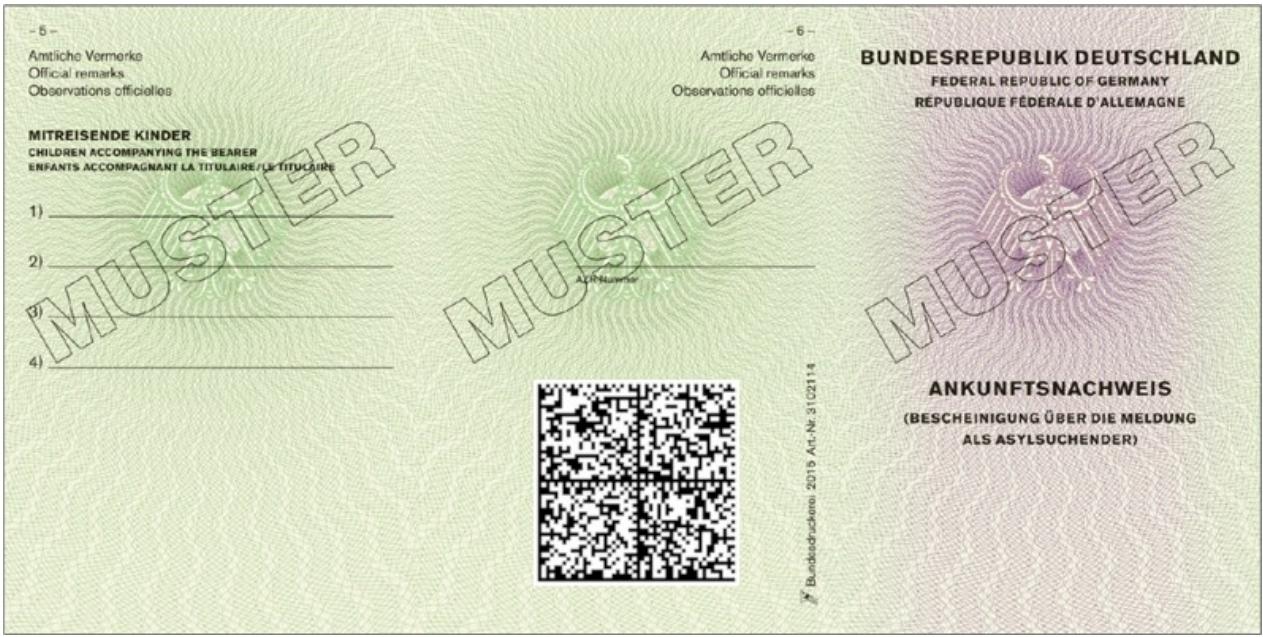 - 5 -
Amtliche Vermerke
Official remarks
Observations officielles
MITREISENDE KINDER
CHILDREN ACCOMPANYING THE BEARER
ENFANTS ACCOMPAGNANT LA TITULAIRE/LE TITULAIRE
1)
2)
3)
4)
MUSTER
- 6 -
Amtliche Vermerke
Official remarks
Observations officielles
AZR-Nummer
MUSTER
Bundesdruckerei 2015 Art.-Nr. 3102114
BUNDESREPUBLIK DEUTSCHLAND
FEDERAL REPUBLIC OF GERMANY
RÉPUBLIQUE FÉDÉRALE D'ALLEMAGNE
MUSTER
ANKUNFTSNACHWEIS
(BESCHEINIGUNG ÜBER DIE MELDUNG
ALS ASYLSUCHENDER)